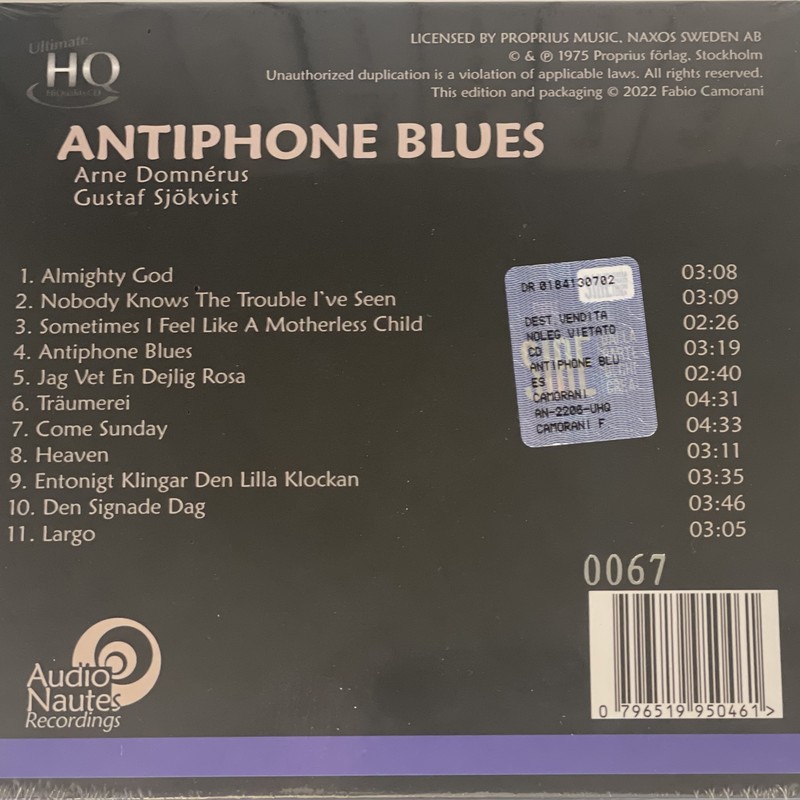 LICENSED BY PROPRIUS MUSIC, NAXOS SWEDEN AB
© & ℗ 1975 Proprius förlag, Stockholm
Unauthorized duplication is a violation of applicable laws. All rights reserved.
This edition and packaging © 2022 Fabio Camorani
Ultimate
HQ
ANTIPHONE BLUES
Arne Domnérus
Gustaf Sjökvist
1. Almighty God 03:08
2. Nobody Knows The Trouble I've Seen 03:09
3. Sometimes I Feel Like A Motherless Child 02:26
4. Antiphone Blues 03:19
5. Jag Vet En Dejlig Rosa 02:40
6. Träumerei 04:31
7. Come Sunday 04:33
8. Heaven 03:11
9. Entonigt Klingar Den Lilla Klockan 03:35
10. Den Signade Dag 03:46
11. Largo 03:05
DR 0184130702
DEST VENDITA
NOLEG VIETATO
CD
ANTIPHONE BLU
ES
CAMORANI
AN-2206-UHQ
CAMORANI F
SIAE
0067
Audio
Nautes
Recordings
0 796519 950461 >